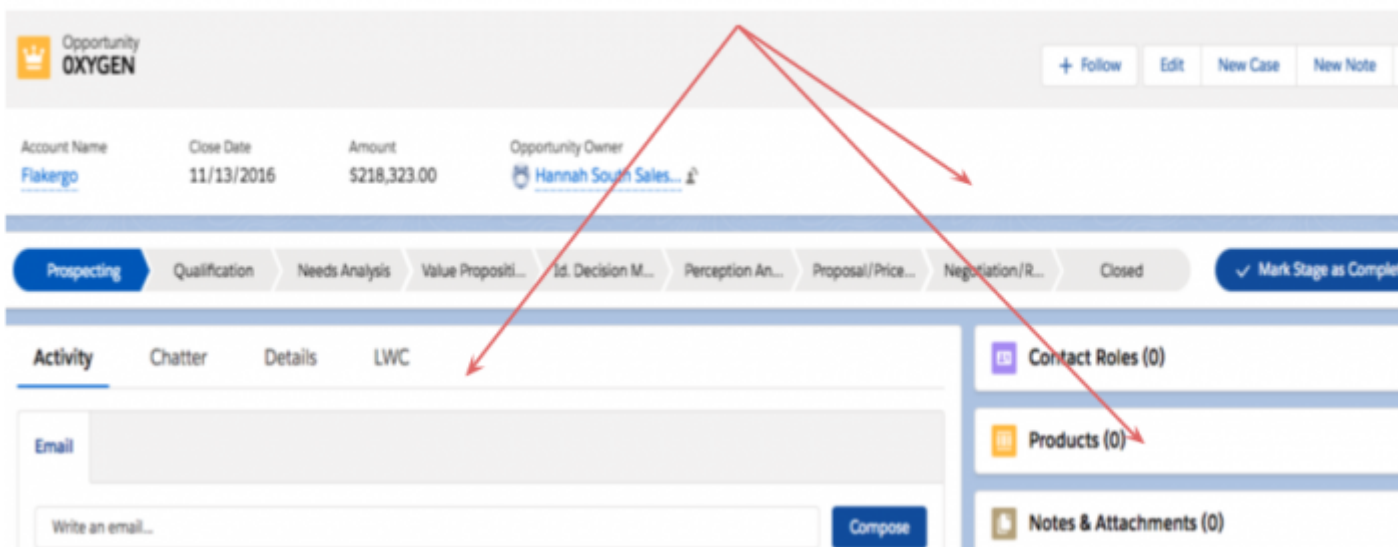 Opportunity
OXYGEN
+ Follow Edit New Case New Note
Account Name Close Date Amount Opportunity Owner
Flakergo 11/13/2016 $218,323.00 Hannah South Sales...
Prospecting Qualification Needs Analysis Value Propositi... Id. Decision M... Perception An... Proposal/Price... Negotiation/R... Closed ✓ Mark Stage as Complet
Activity Chatter Details LWC
Contact Roles (0)
Email
Products (0)
Write an email... Compose
Notes & Attachments (0)